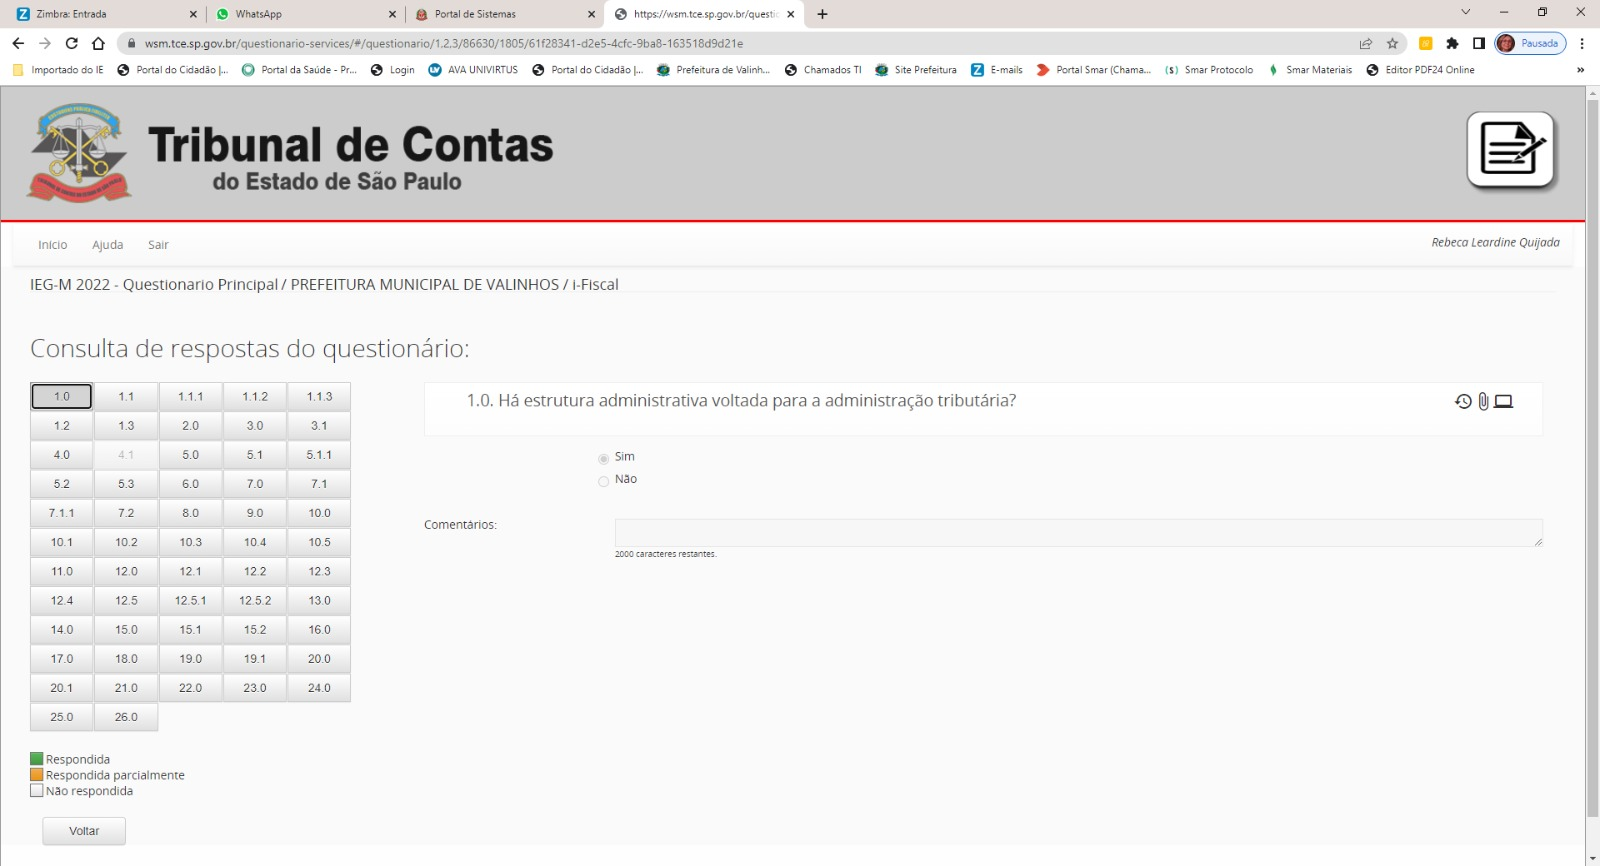 Zimbra: Entrada
WhatsApp
Portal de Sistemas
https://wsm.tce.sp.gov.br/questio
wsm.tce.sp.gov.br/questionario-services/#/questionario/1,2,3/86630/1805/61f28341-d2e5-4cfc-9ba8-163518d9d21e
Pausada
Importado do IE
Portal do Cidadão |...
Portal da Saúde - Pr...
Login
AVA UNIVIRTUS
Portal do Cidadão |...
Prefeitura de Valinh...
Chamados TI
Site Prefeitura
E-mails
Portal Smar (Chama...
Smar Protocolo
Smar Materiais
Editor PDF24 Online
Tribunal de Contas
do Estado de São Paulo
Início Ajuda Sair
Rebeca Leardine Quijada
IEG-M 2022 - Questionario Principal / PREFEITURA MUNICIPAL DE VALINHOS / i-Fiscal
Consulta de respostas do questionário:
1.0 1.1 1.1.1 1.1.2 1.1.3
1.2 1.3 2.0 3.0 3.1
4.0 4.1 5.0 5.1 5.1.1
5.2 5.3 6.0 7.0 7.1
7.1.1 7.2 8.0 9.0 10.0
10.1 10.2 10.3 10.4 10.5
11.0 12.0 12.1 12.2 12.3
12.4 12.5 12.5.1 12.5.2 13.0
14.0 15.0 15.1 15.2 16.0
17.0 18.0 19.0 19.1 20.0
20.1 21.0 22.0 23.0 24.0
25.0 26.0
Respondida
Respondida parcialmente
Não respondida
Voltar
1.0. Há estrutura administrativa voltada para a administração tributária?
Sim
Não
Comentários:
2000 caracteres restantes.